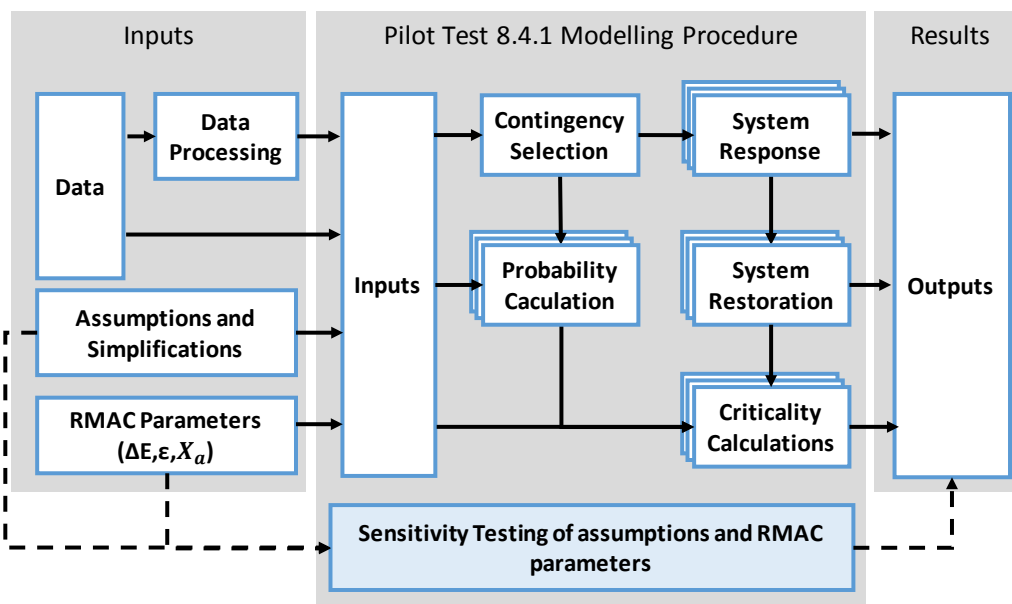 Inputs
Pilot Test 8.4.1 Modelling Procedure
Results
Data
Data
Processing
Assumptions and
Simplifications
RMAC Parameters
(ΔE,ε,Xₐ)
Inputs
Contingency
Selection
System
Response
Probability
Caculation
System
Restoration
Criticality
Calculations
Outputs
Sensitivity Testing of assumptions and RMAC
parameters